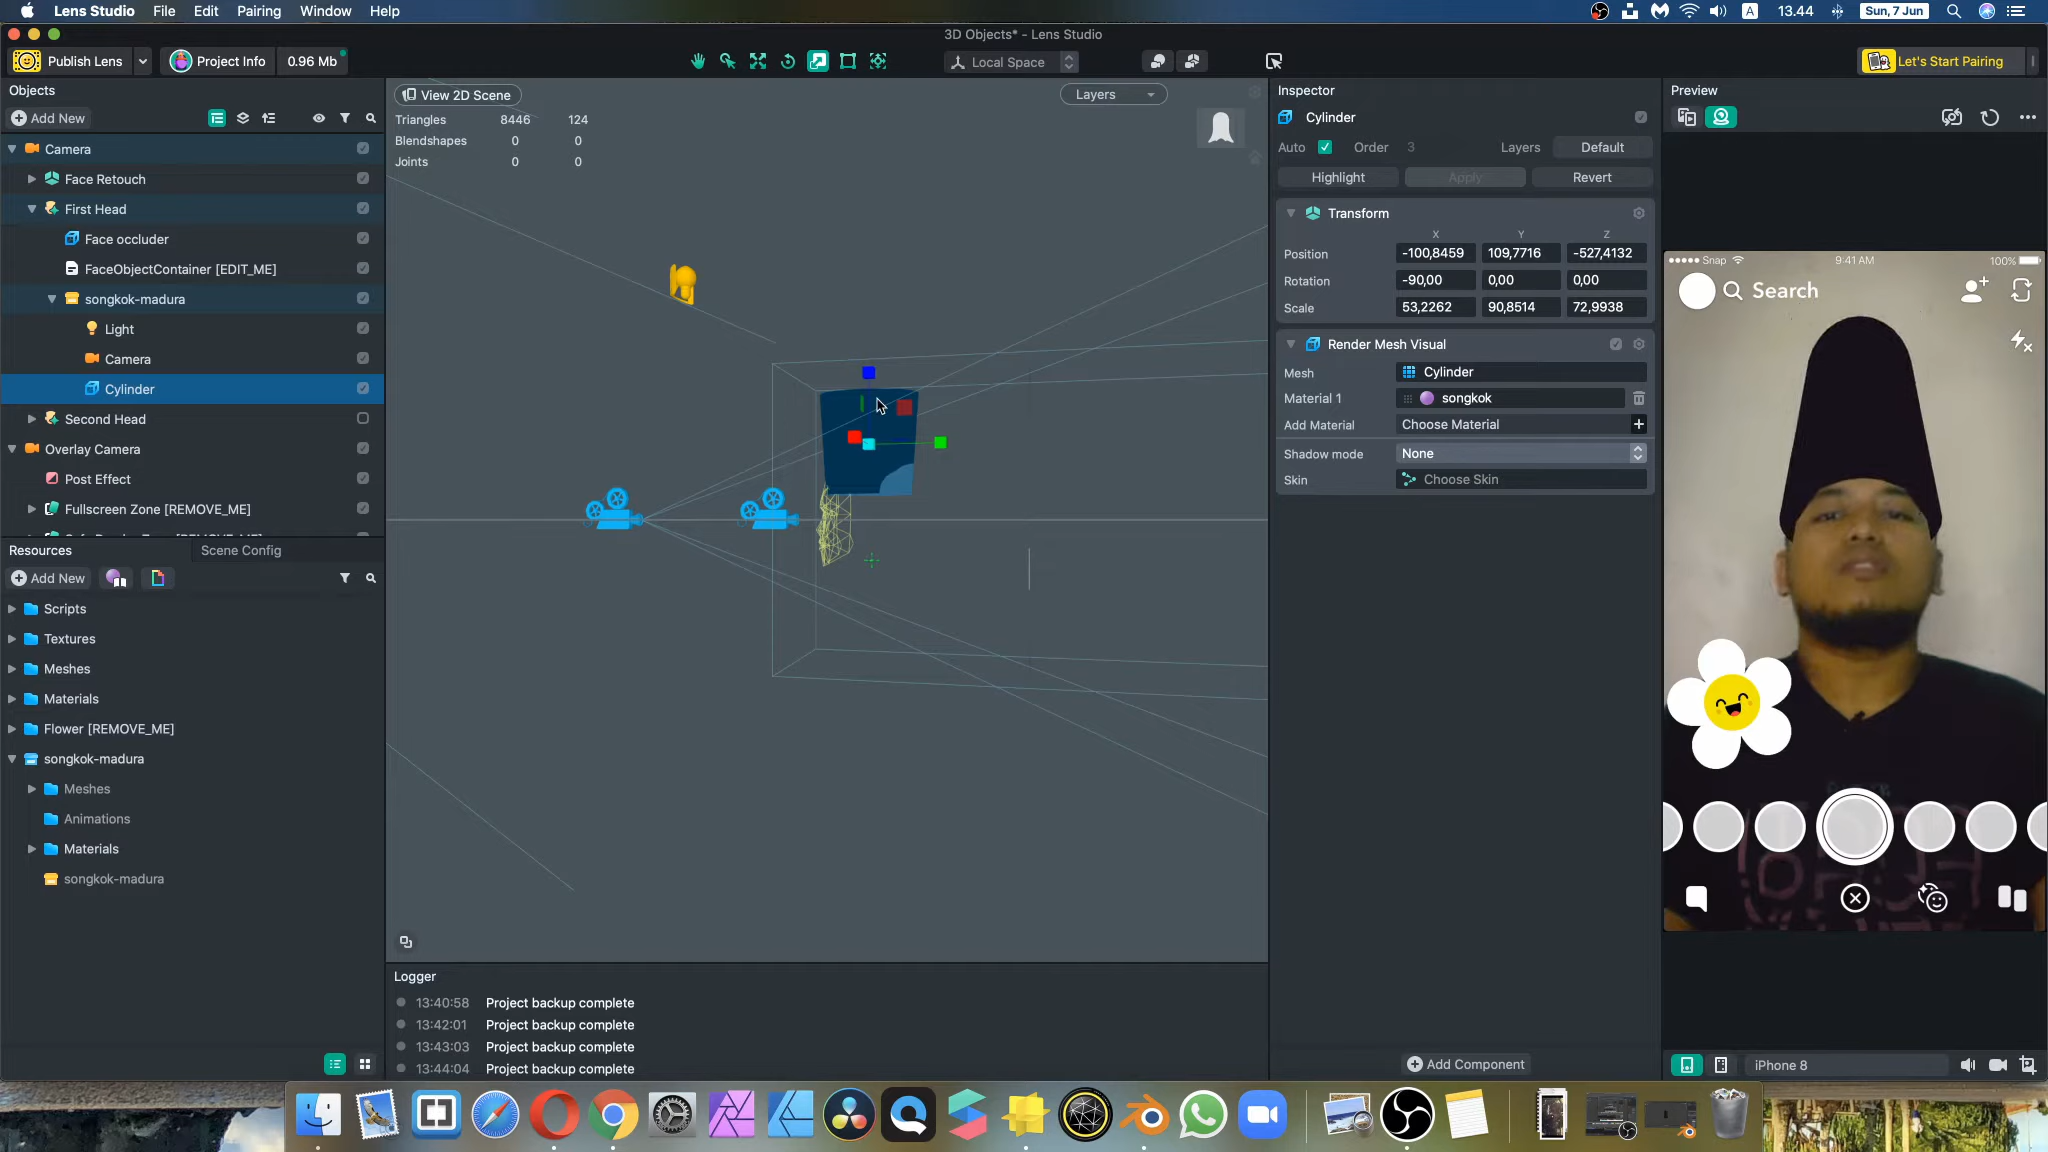 Lens Studio File Edit Pairing Window Help
A 13.44 Sun, 7 Jun
3D Objects* - Lens Studio
Publish Lens Project Info 0.96 Mb Local Space Let's Start Pairing
Objects
Add New
Camera
Face Retouch
First Head
Face occluder
FaceObjectContainer [EDIT_ME]
songkok-madura
Light
Camera
Cylinder
Second Head
Overlay Camera
Post Effect
Fullscreen Zone [REMOVE_ME]
Resources Scene Config
Add New
Scripts
Textures
Meshes
Materials
Flower [REMOVE_ME]
songkok-madura
Meshes
Animations
Materials
songkok-madura
View 2D Scene Layers
Triangles 8446 124
Blendshapes 0 0
Joints 0 0
Logger
13:40:58 Project backup complete
13:42:01 Project backup complete
13:43:03 Project backup complete
13:44:04 Project backup complete
Inspector
Cylinder
Auto Order 3 Layers Default
Highlight Apply Revert
Transform
X Y Z
Position -100,8459 109,7716 -527,4132
Rotation -90,00 0,00 0,00
Scale 53,2262 90,8514 72,9938
Render Mesh Visual
Mesh Cylinder
Material 1 songkok
Add Material Choose Material
Shadow mode None
Skin Choose Skin
Add Component
Preview
Snap 9:41 AM 100%
Search
iPhone 8